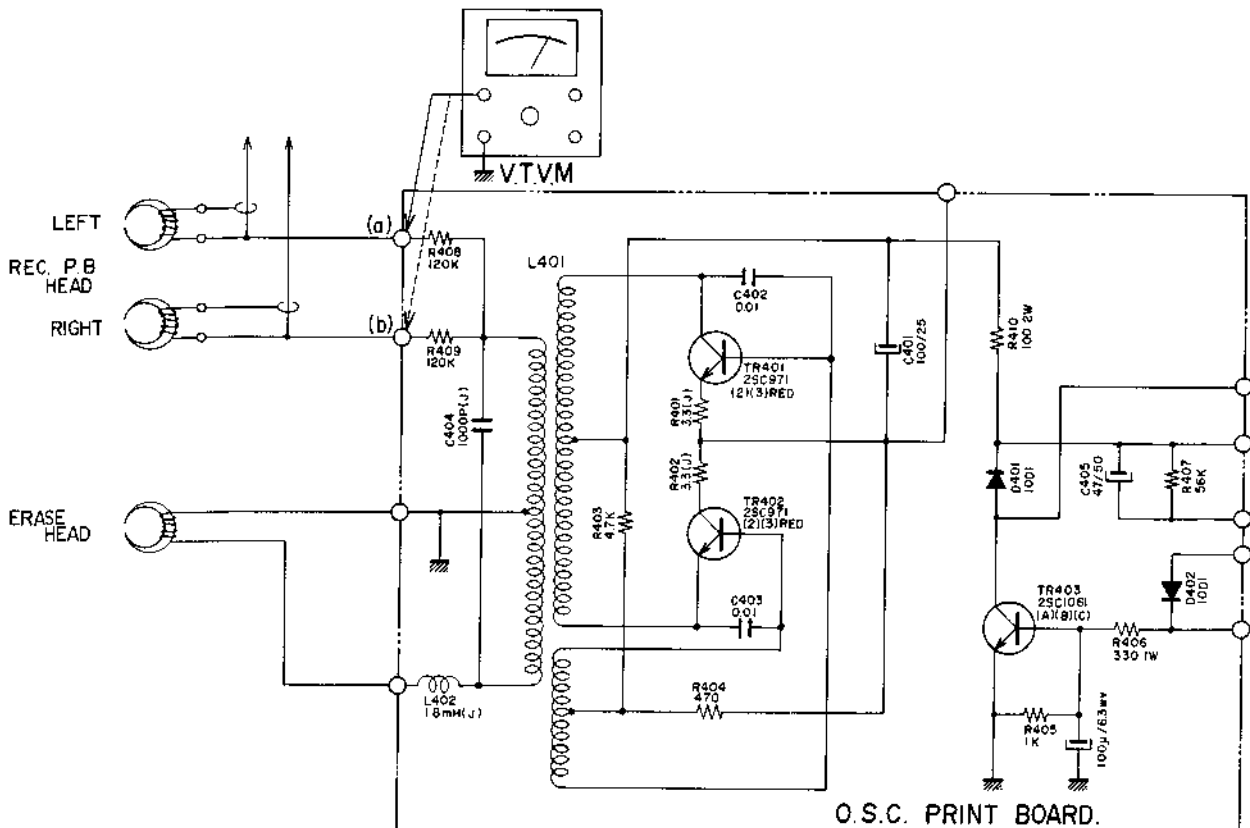 V.T.V.M
LEFT
REC. P.B
HEAD
RIGHT
ERASE
HEAD
(a)
R408
120K
(b)
R409
120K
C404
1000P(J)
L402
18mH(J)
L401
C402
0.01
TR401
2SC971
(2)(3)RED
R401
3.3(J)
R402
3.3(J)
TR402
2SC971
(2)(3)RED
R403
4.7K
C403
0.01
R404
470
C401
100/25
R410
100 2W
D401
10D1
C405
47/50
R407
56K
D402
10D1
TR403
2SC1061
(A)(B)(C)
R406
330 1W
R405
1K
100μ/6.3WV
O.S.C. PRINT BOARD.